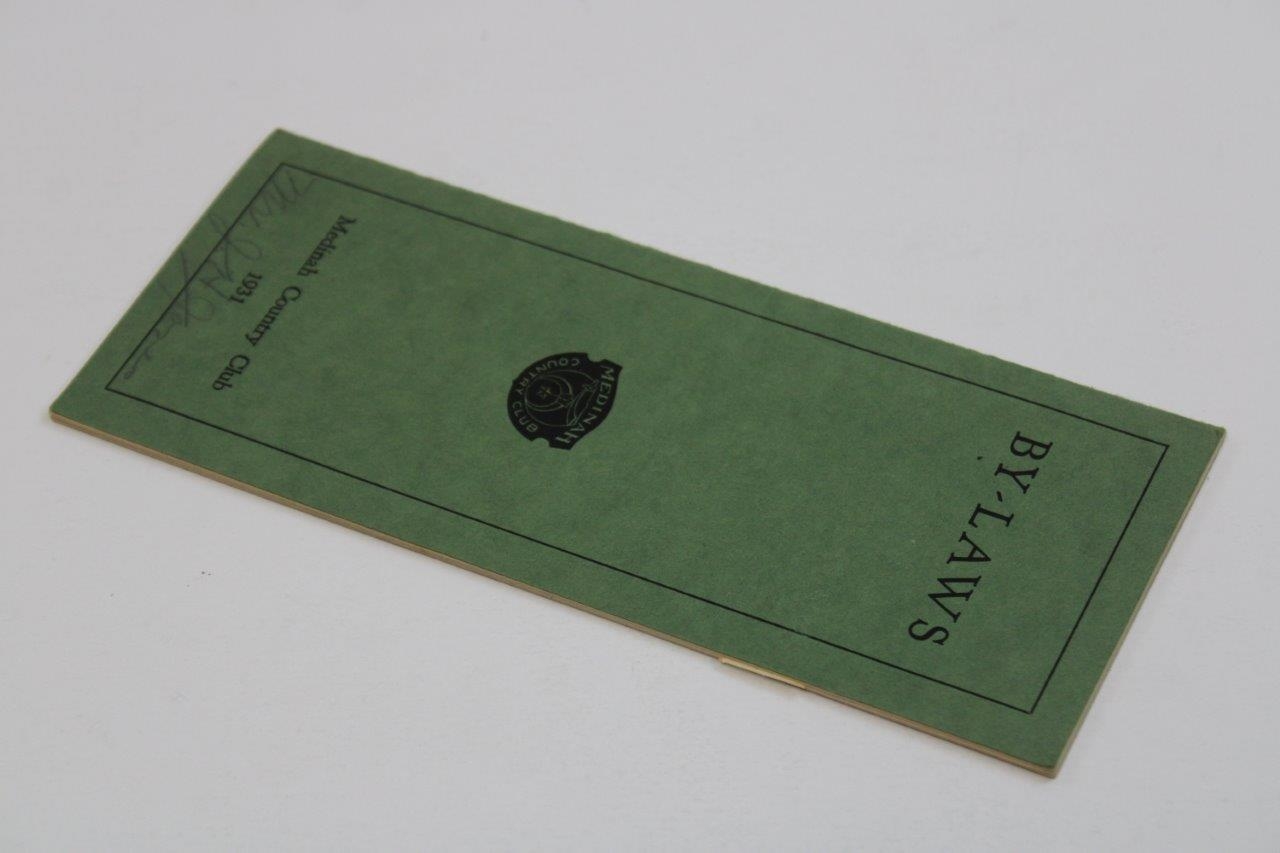 BY-LAWS
MEDINAH
COUNTRY CLUB
Medinah Country Club
1931